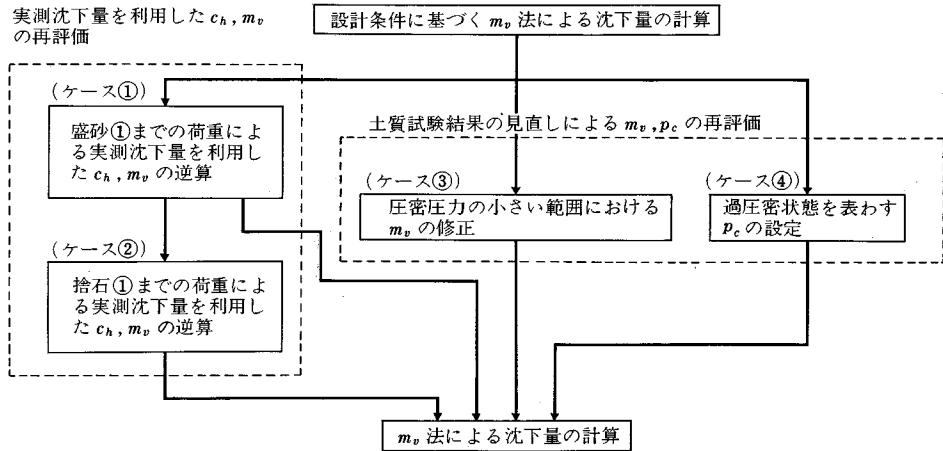 実測沈下量を利用した c_h, m_v
の再評価
設計条件に基づく m_v 法による沈下量の計算
(ケース①)
盛砂①までの荷重によ
る実測沈下量を利用し
た c_h, m_v の逆算
(ケース②)
捨石①までの荷重によ
る実測沈下量を利用し
た c_h, m_v の逆算
土質試験結果の見直しによる m_v, p_c の再評価
(ケース③)
圧密圧力の小さい範囲における
m_v の修正
(ケース④)
過圧密状態を表わす
p_c の設定
m_v 法による沈下量の計算